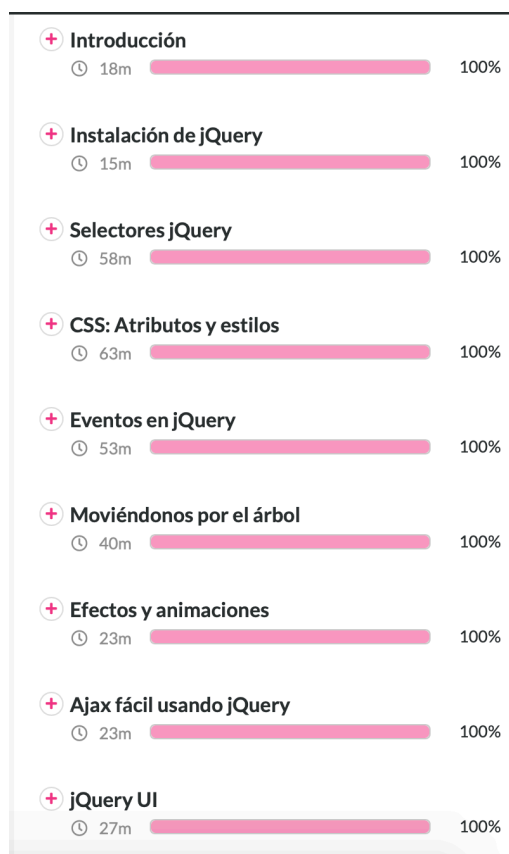 Introducción
18m 100%
Instalación de jQuery
15m 100%
Selectores jQuery
58m 100%
CSS: Atributos y estilos
63m 100%
Eventos en jQuery
53m 100%
Moviéndonos por el árbol
40m 100%
Efectos y animaciones
23m 100%
Ajax fácil usando jQuery
23m 100%
jQuery UI
27m 100%